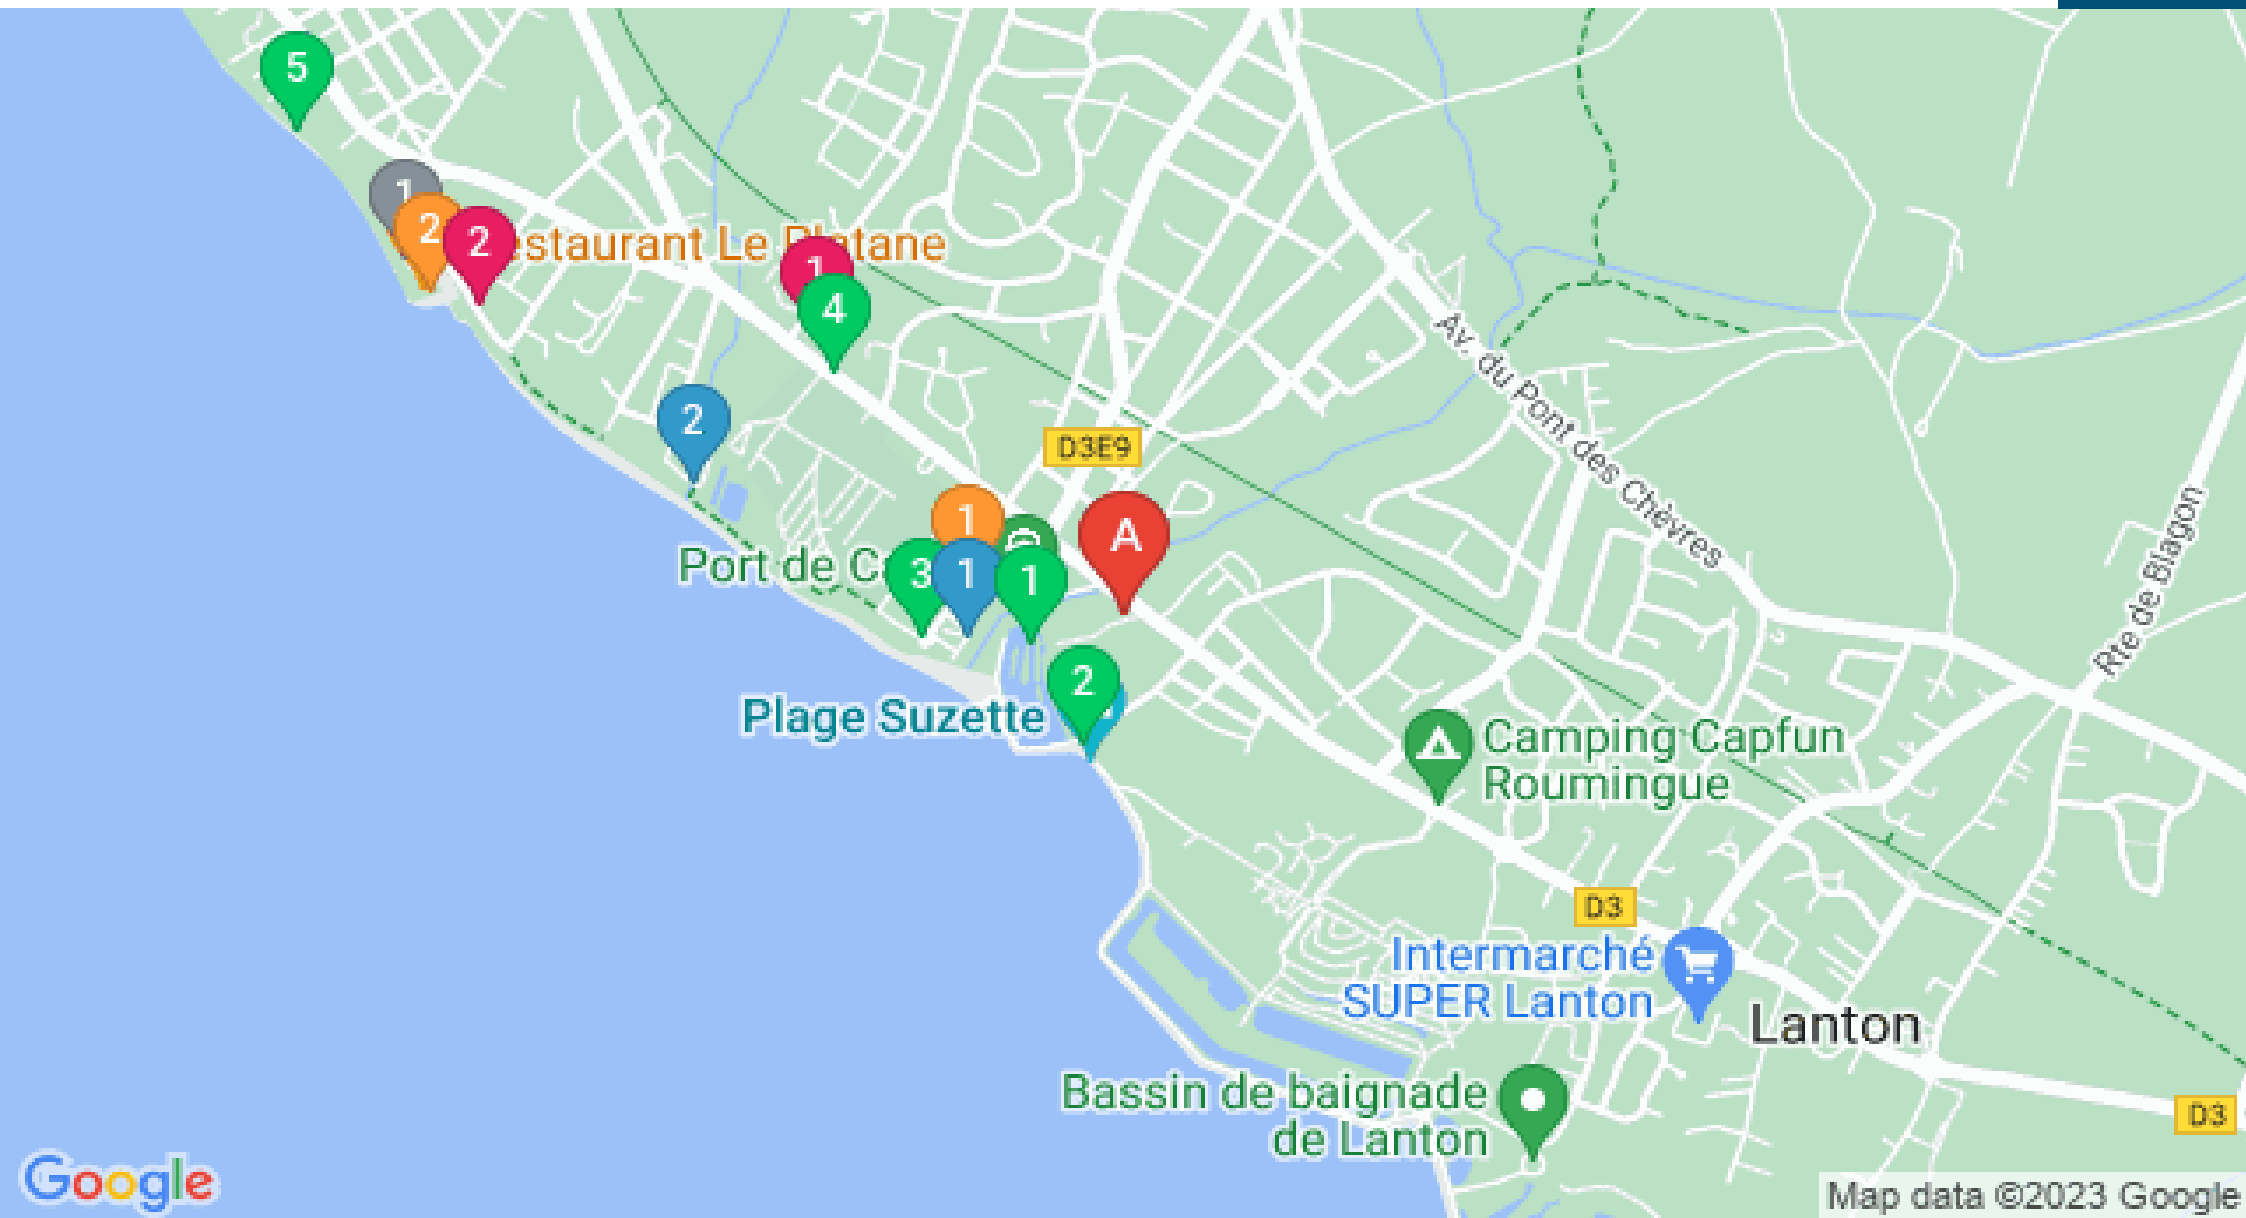 5
1
2
2
estaurant Le Platane
1
4
Av. du Pont des Chèvres
2
D3E9
1
A
Rte de Blagon
Port de Ca
3
1
1
2
Plage Suzette
Camping Capfun
Roumingue
D3
Intermarché
SUPER Lanton
Lanton
Bassin de baignade
de Lanton
D3
Google
Map data ©2023 Google